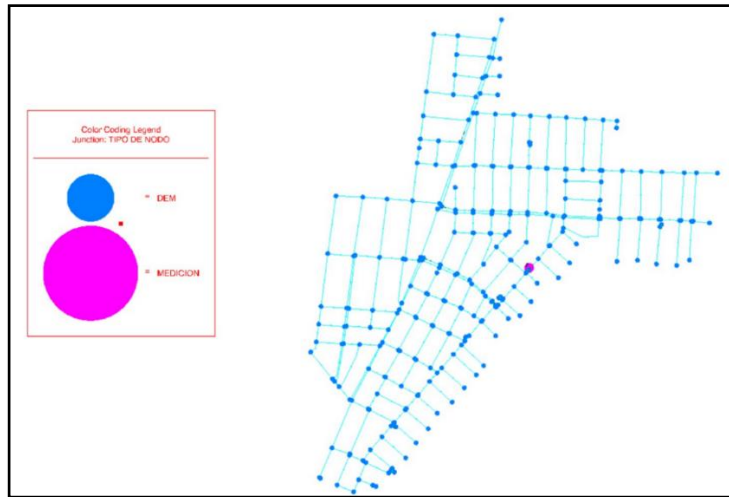 Color Coding Legend
Junction: TIPO DE NODO
= DEM
= MEDICION